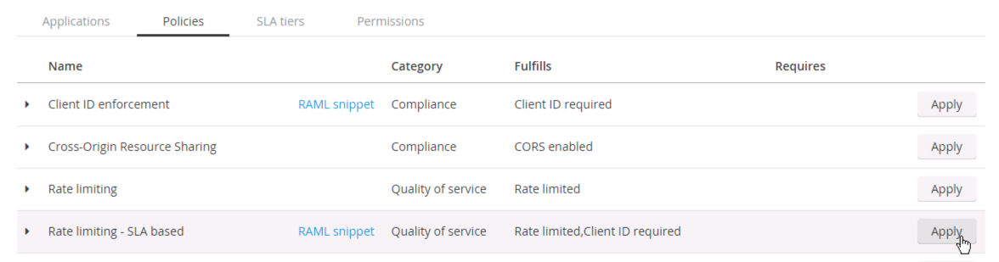 Applications Policies SLA tiers Permissions
Name Category Fulfills Requires
Client ID enforcement RAML snippet Compliance Client ID required Apply
Cross-Origin Resource Sharing Compliance CORS enabled Apply
Rate limiting Quality of service Rate limited Apply
Rate limiting - SLA based RAML snippet Quality of service Rate limited,Client ID required Apply